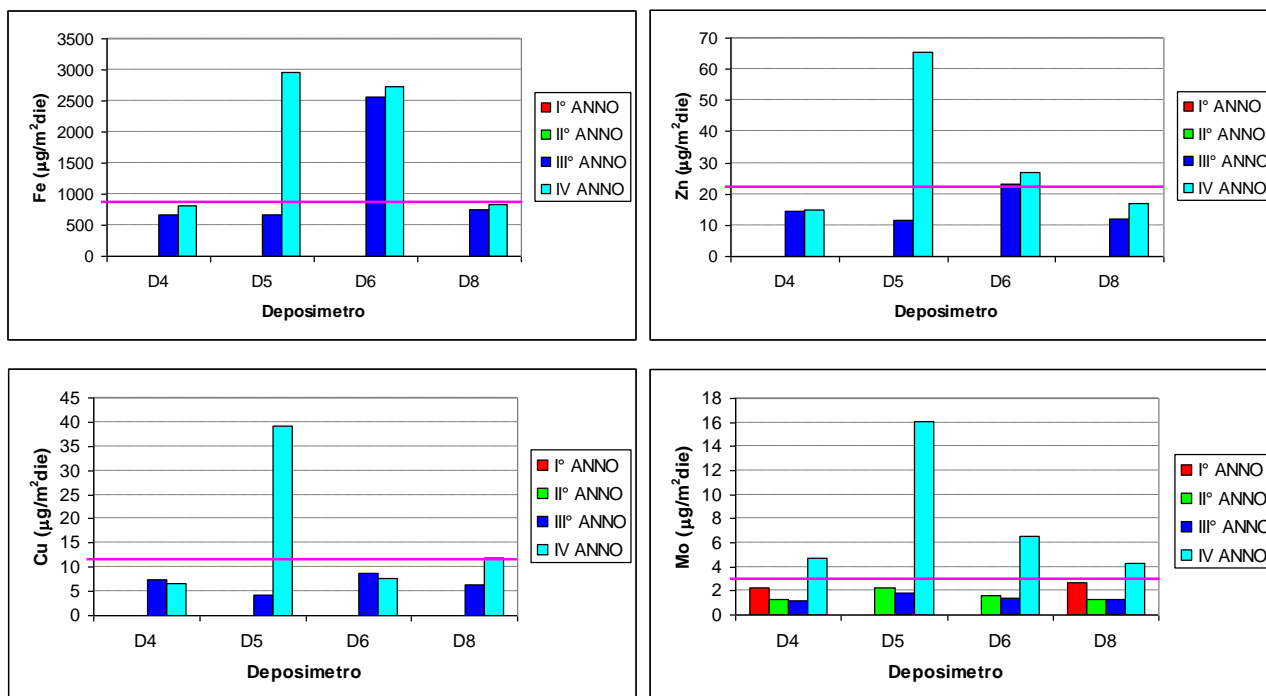 3500
3000
2500
2000
1500
1000
500
0
Fe (µg/m²die)
D4 D5 D6 D8
Deposimetro
I° ANNO
II° ANNO
III° ANNO
IV ANNO
70
60
50
40
30
20
10
0
Zn (µg/m²die)
D4 D5 D6 D8
Deposimetro
I° ANNO
II° ANNO
III° ANNO
IV ANNO
45
40
35
30
25
20
15
10
5
0
Cu (µg/m²die)
D4 D5 D6 D8
Deposimetro
I° ANNO
II° ANNO
III° ANNO
IV ANNO
18
16
14
12
10
8
6
4
2
0
Mo (µg/m²die)
D4 D5 D6 D8
Deposimetro
I° ANNO
II° ANNO
III° ANNO
IV ANNO